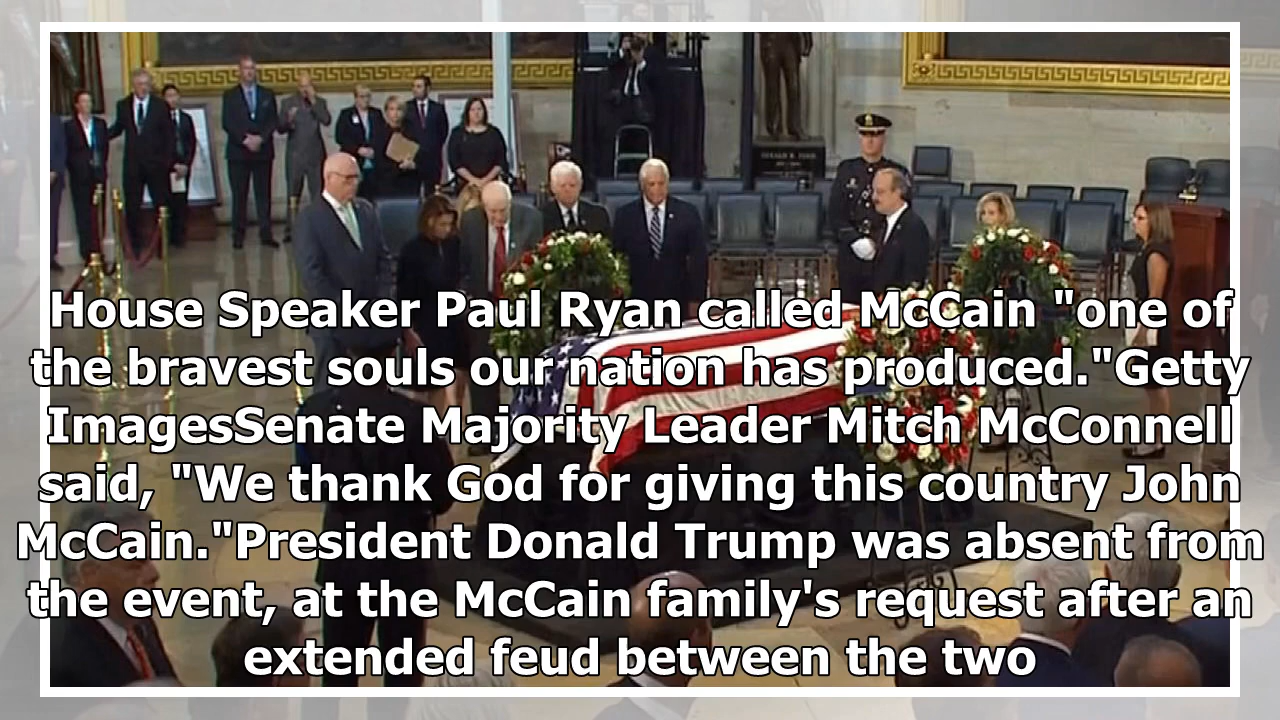 GERALD R. FORD
House Speaker Paul Ryan called McCain "one of
the bravest souls our nation has produced."Getty
ImagesSenate Majority Leader Mitch McConnell
said, "We thank God for giving this country John
McCain."President Donald Trump was absent from
the event, at the McCain family's request after an
extended feud between the two